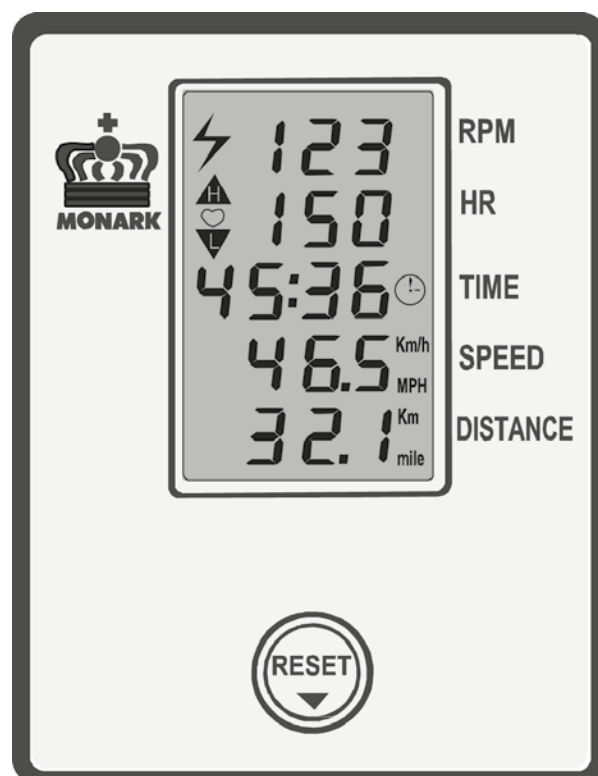 MONARK
123 RPM
H
150 HR
L
45:36 TIME
46.5 Km/h MPH SPEED
32.1 Km mile DISTANCE
RESET